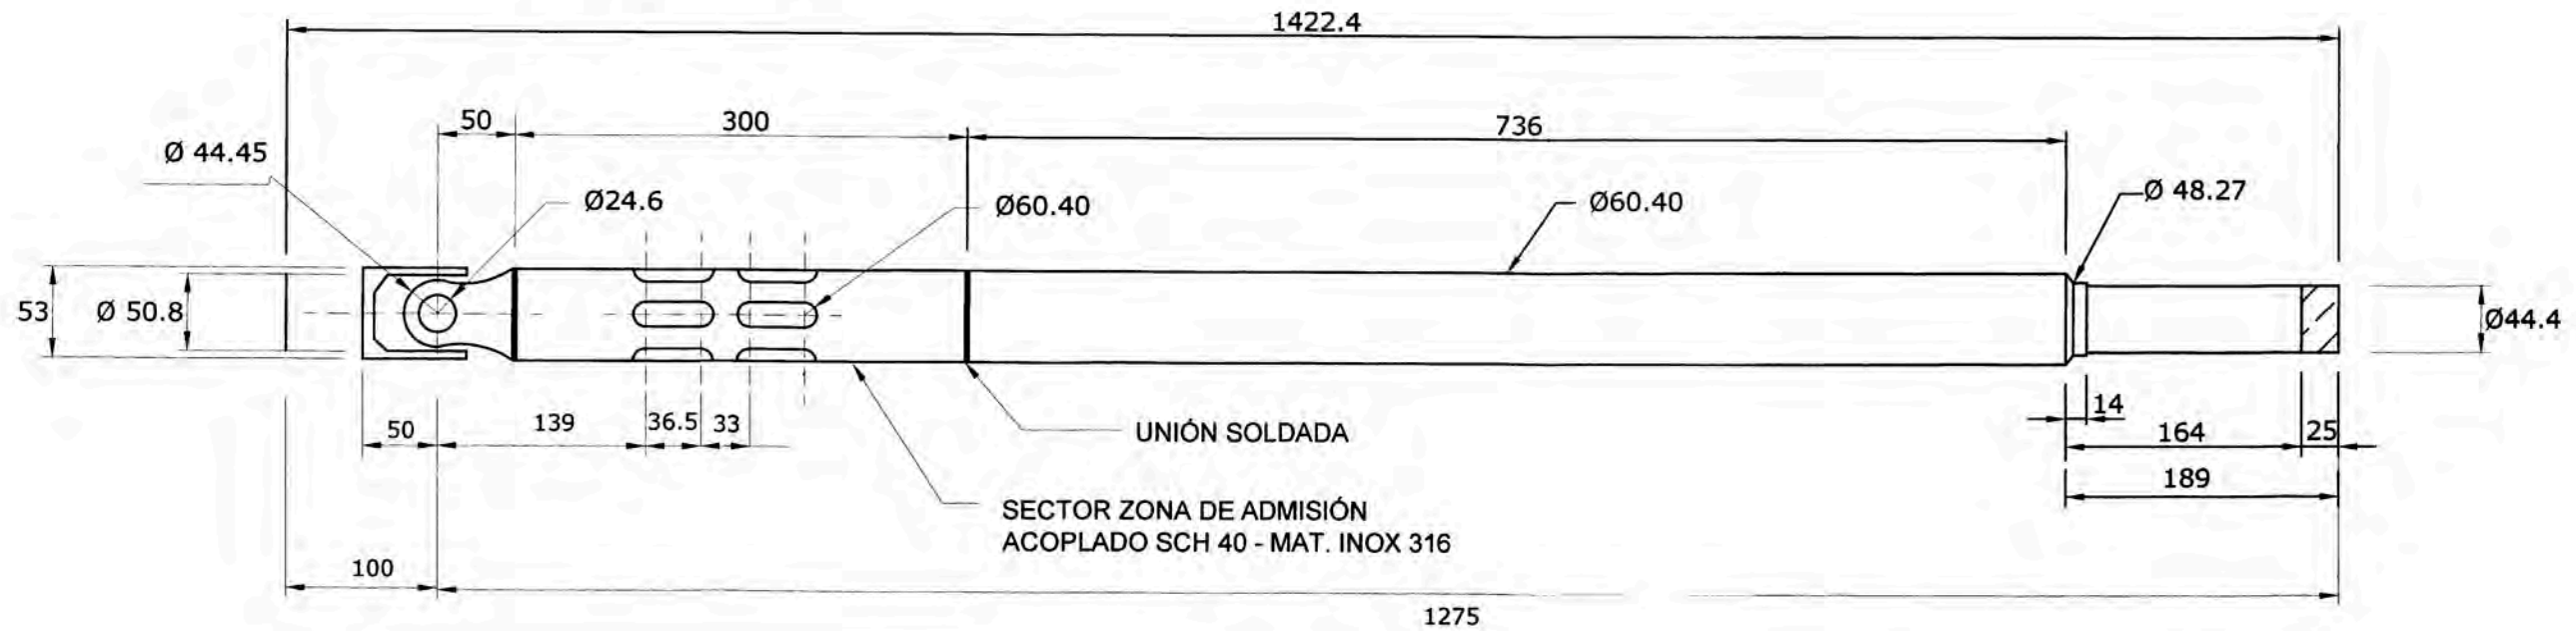 1422.4
50
300
736
Ø 44.45
Ø24.6
Ø60.40
Ø60.40
Ø 48.27
53
Ø 50.8
Ø44.4
50
139
36.5
33
14
164
25
189
UNIÓN SOLDADA
SECTOR ZONA DE ADMISIÓN
ACOPLADO SCH 40 - MAT. INOX 316
100
1275